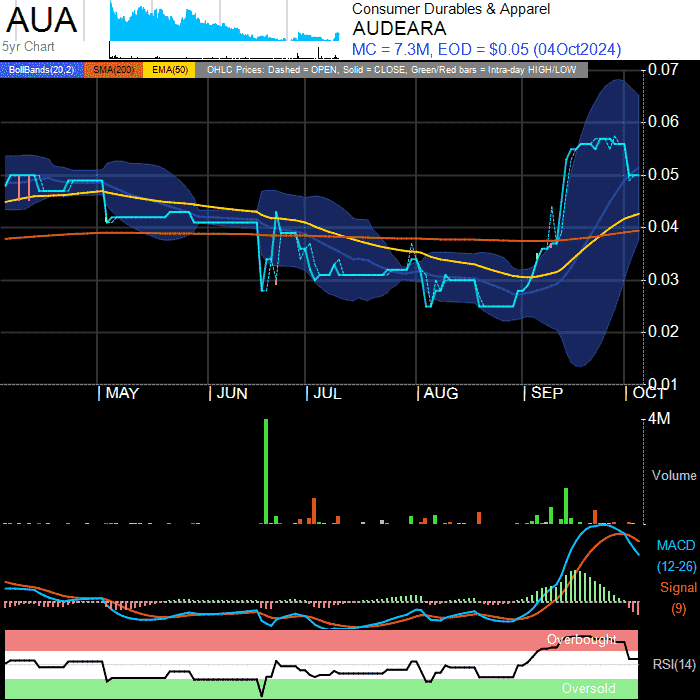 AUA
5yr Chart
Consumer Durables & Apparel
AUDEARA
MC = 7.3M, EOD = $0.05 (04Oct2024)
BollBands(20,2) SMA(200) EMA(50) OHLC Prices: Dashed = OPEN, Solid = CLOSE, Green/Red bars = Intra-day HIGH/LOW
0.07
0.06
0.05
0.04
0.03
0.02
0.01
MAY JUN JUL AUG SEP OCT
4M
Volume
MACD
(12-26)
Signal
(9)
Overbought
RSI(14)
Oversold